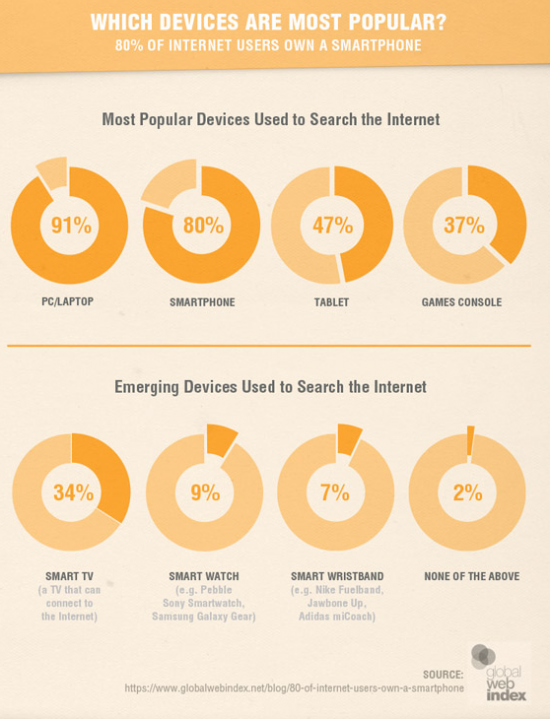 WHICH DEVICES ARE MOST POPULAR?
80% OF INTERNET USERS OWN A SMARTPHONE
Most Popular Devices Used to Search the Internet
91%
80%
47%
37%
PC/LAPTOP
SMARTPHONE
TABLET
GAMES CONSOLE
Emerging Devices Used to Search the Internet
34%
9%
7%
2%
SMART TV
(a TV that can
connect to
the Internet)
SMART WATCH
(e.g. Pebble
Sony Smartwatch,
Samsung Galaxy Gear)
SMART WRISTBAND
(e.g. Nike Fuelband,
Jawbone Up,
Adidas miCoach)
NONE OF THE ABOVE
SOURCE:
https://www.globalwebindex.net/blog/80-of-internet-users-own-a-smartphone
global
web
index